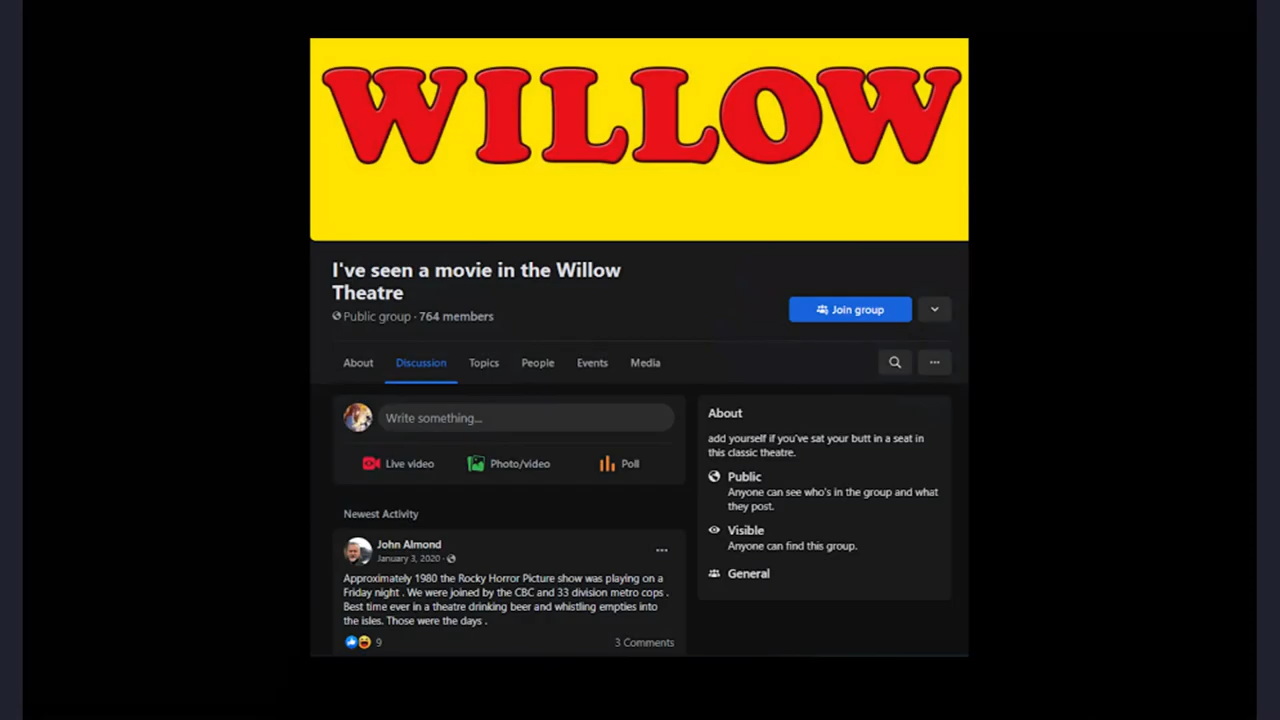 WILLOW
I've seen a movie in the Willow
Theatre
Public group · 764 members
Join group
About
Discussion
Topics
People
Events
Media
Write something...
Live video
Photo/video
Poll
Newest Activity
John Almond
January 3, 2020 ·
Approximately 1980 the Rocky Horror Picture show was playing on a
Friday night . We were joined by the CBC and 33 division metro cops .
Best time ever in a theatre drinking beer and whistling empties into
the isles. Those were the days .
9
3 Comments
About
add yourself if you've sat your butt in a seat in
this classic theatre.
Public
Anyone can see who's in the group and what
they post.
Visible
Anyone can find this group.
General